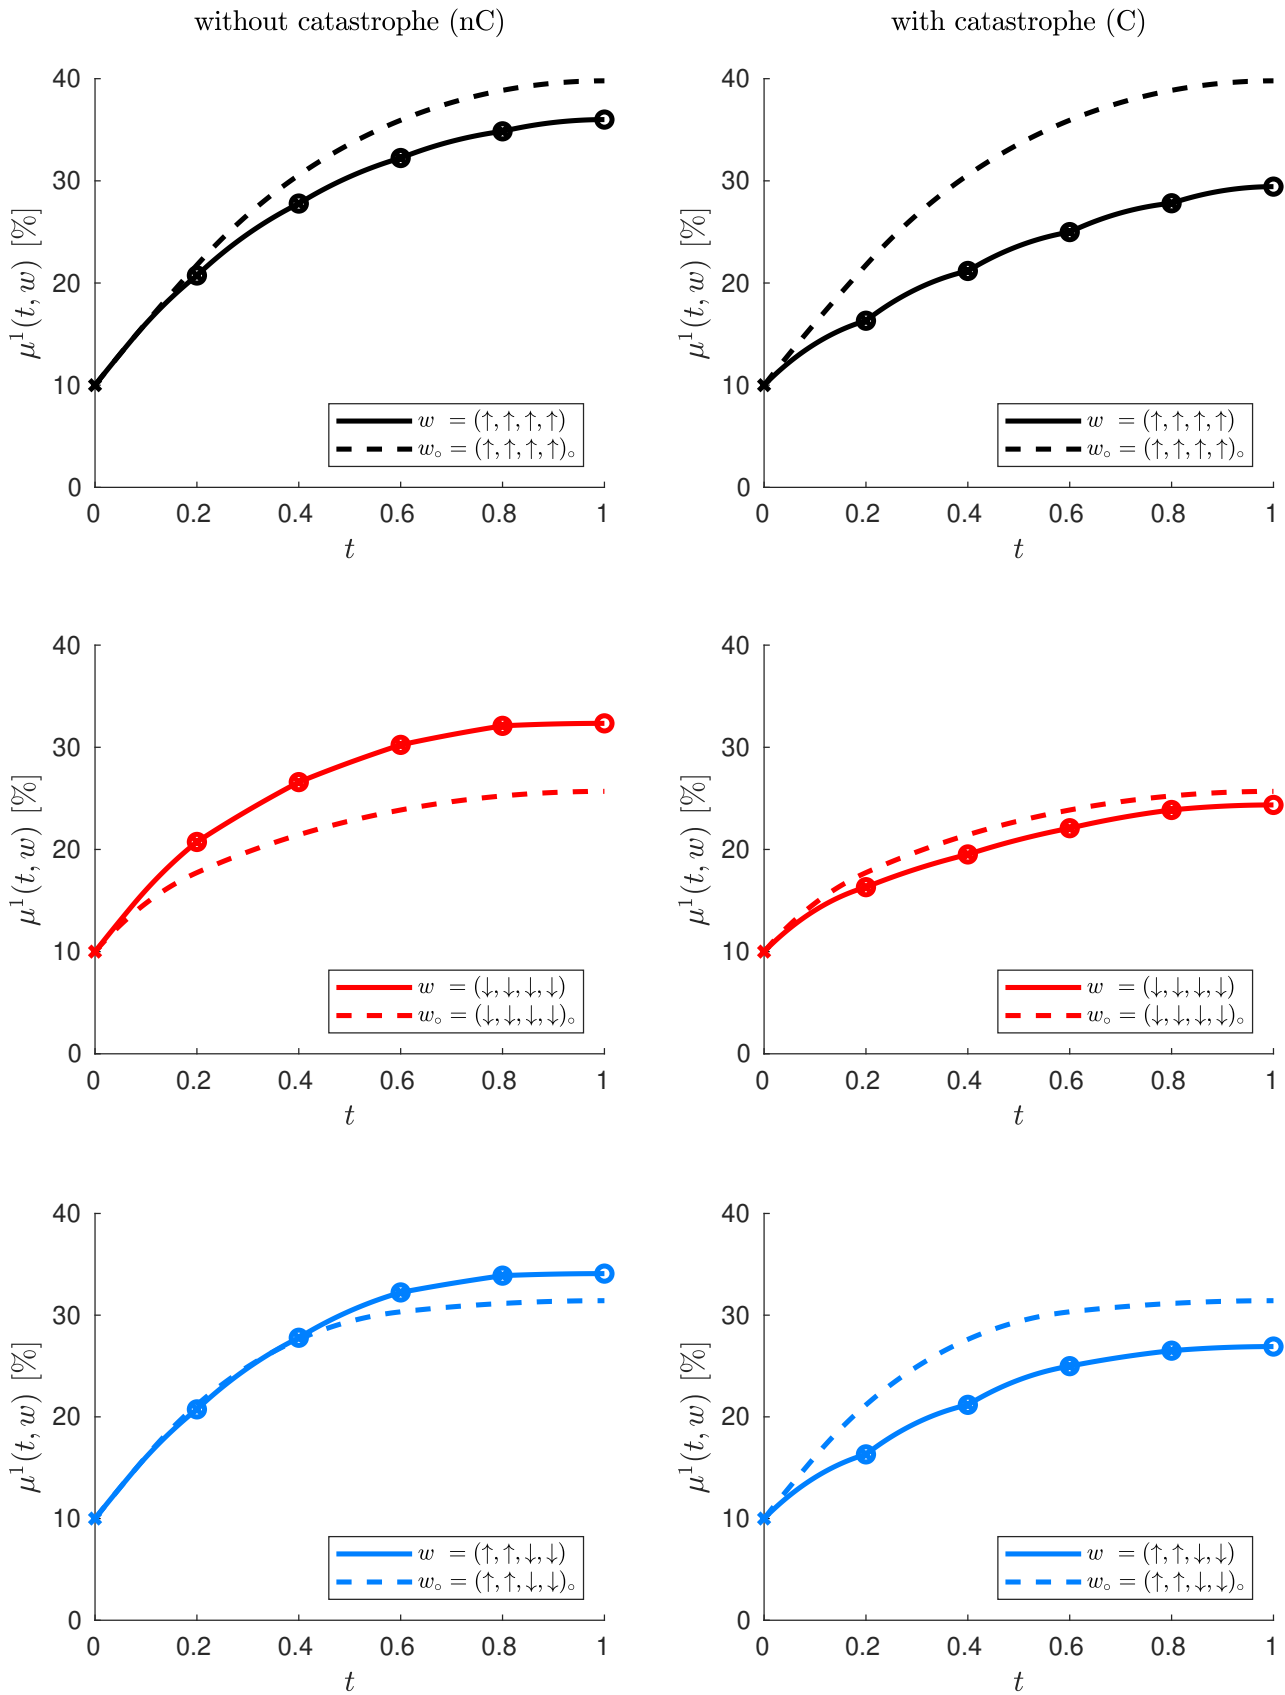 without catastrophe (nC)
with catastrophe (C)
40
30
20
10
0
μ¹(t, w) [%]
w = (↑, ↑, ↑, ↑)
w∘ = (↑, ↑, ↑, ↑)∘
0 0.2 0.4 0.6 0.8 1
t
40
30
20
10
0
μ¹(t, w) [%]
w = (↑, ↑, ↑, ↑)
w∘ = (↑, ↑, ↑, ↑)∘
0 0.2 0.4 0.6 0.8 1
t
40
30
20
10
0
μ¹(t, w) [%]
w = (↓, ↓, ↓, ↓)
w∘ = (↓, ↓, ↓, ↓)∘
0 0.2 0.4 0.6 0.8 1
t
40
30
20
10
0
μ¹(t, w) [%]
w = (↓, ↓, ↓, ↓)
w∘ = (↓, ↓, ↓, ↓)∘
0 0.2 0.4 0.6 0.8 1
t
40
30
20
10
0
μ¹(t, w) [%]
w = (↑, ↑, ↓, ↓)
w∘ = (↑, ↑, ↓, ↓)∘
0 0.2 0.4 0.6 0.8 1
t
40
30
20
10
0
μ¹(t, w) [%]
w = (↑, ↑, ↓, ↓)
w∘ = (↑, ↑, ↓, ↓)∘
0 0.2 0.4 0.6 0.8 1
t